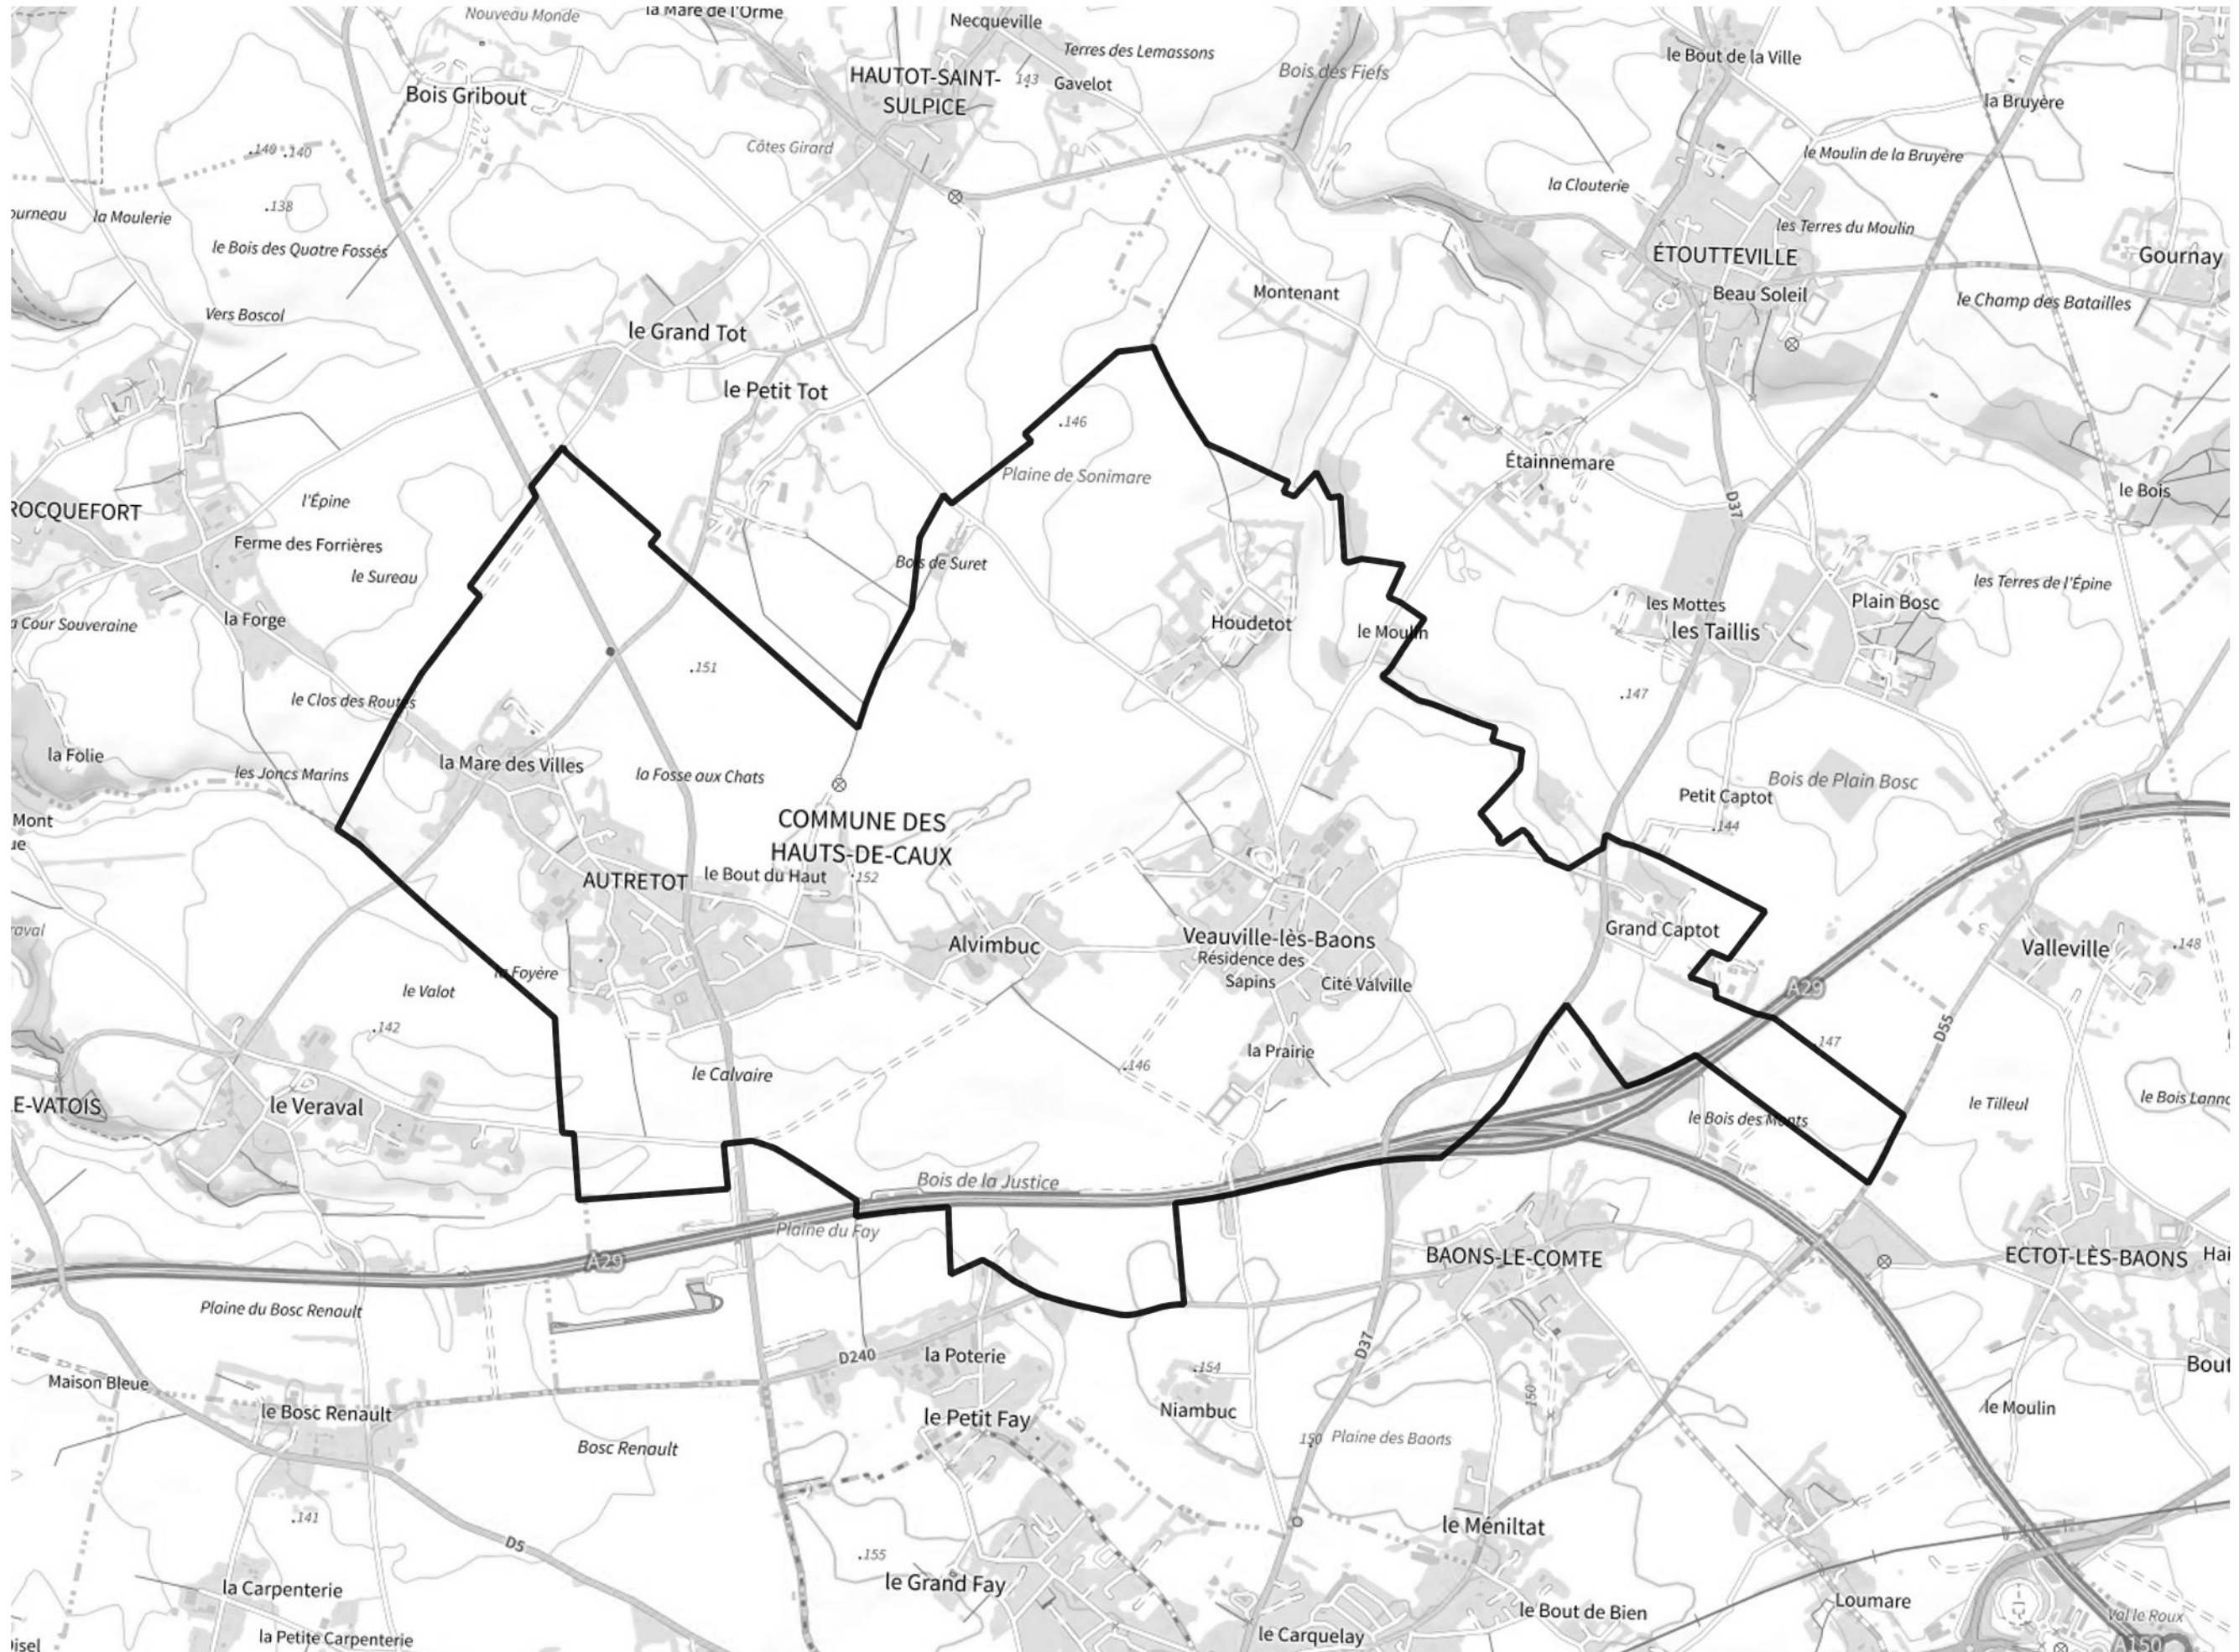 Nouveau Monde
la Mare de l'Orme
Necqueville
Terres des Lemassons
Bois des Fiefs
le Bout de la Ville
la Bruyère
HAUTOT-SAINT-
SULPICE
143
Gavelot
Bois Gribout
Côtes Girard
le Moulin de la Bruyère
140
140
138
la Clouterie
la Moulerie
le Bois des Quatre Fossés
les Terres du Moulin
ÉTOUTTEVILLE
Gournay
Beau Soleil
Montenant
le Champ des Batailles
Vers Boscol
le Grand Tot
le Petit Tot
146
Plaine de Sonimare
Étainnemare
le Bois
l'Épine
ROCQUEFORT
D37
Ferme des Forrières
le Sureau
Bois de Suret
les Terres de l'Épine
la Forge
a Cour Souveraine
Houdetot
le Moulin
les Mottes
Plain Bosc
les Taillis
151
147
le Clos des Routes
la Folie
la Mare des Villes
les Joncs Marins
la Fosse aux Chats
Bois de Plain Bosc
Petit Captot
144
Mont
COMMUNE DES
HAUTS-DE-CAUX
AUTRETOT
le Bout du Haut
152
Grand Captot
Alvimbuc
Veauville-lès-Baons
Résidence des
Sapins
Cité Valville
Valleville
148
raval
la Foyère
le Valot
142
A29
147
D55
la Prairie
146
le Calvaire
le Veraval
E-VATOIS
le Bois des Monts
le Tilleul
le Bois Lann
Bois de la Justice
Plaine du Fay
A29
BAONS-LE-COMTE
ECTOT-LÈS-BAONS
Plaine du Bosc Renault
D240
la Poterie
D37
154
Maison Bleue
le Bosc Renault
le Petit Fay
Niambuc
150
Bout
le Moulin
Bosc Renault
150
Plaine des Baons
141
D5
155
le Méniltat
le Grand Fay
la Carpenterie
Loumare
le Bout de Bien
Val le Roux
la Petite Carpenterie
le Carquelay
A150